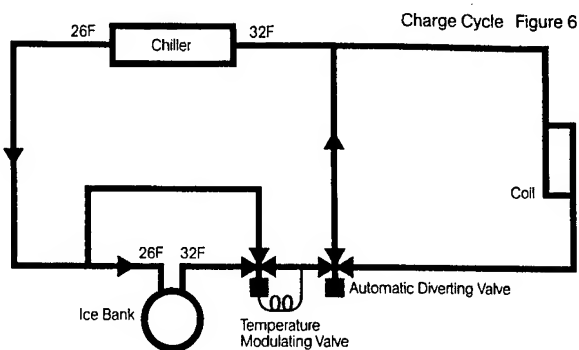 Charge Cycle Figure 6
26F
Chiller
32F
Coil
26F
32F
Ice Bank
Temperature
Modulating Valve
Automatic Diverting Valve